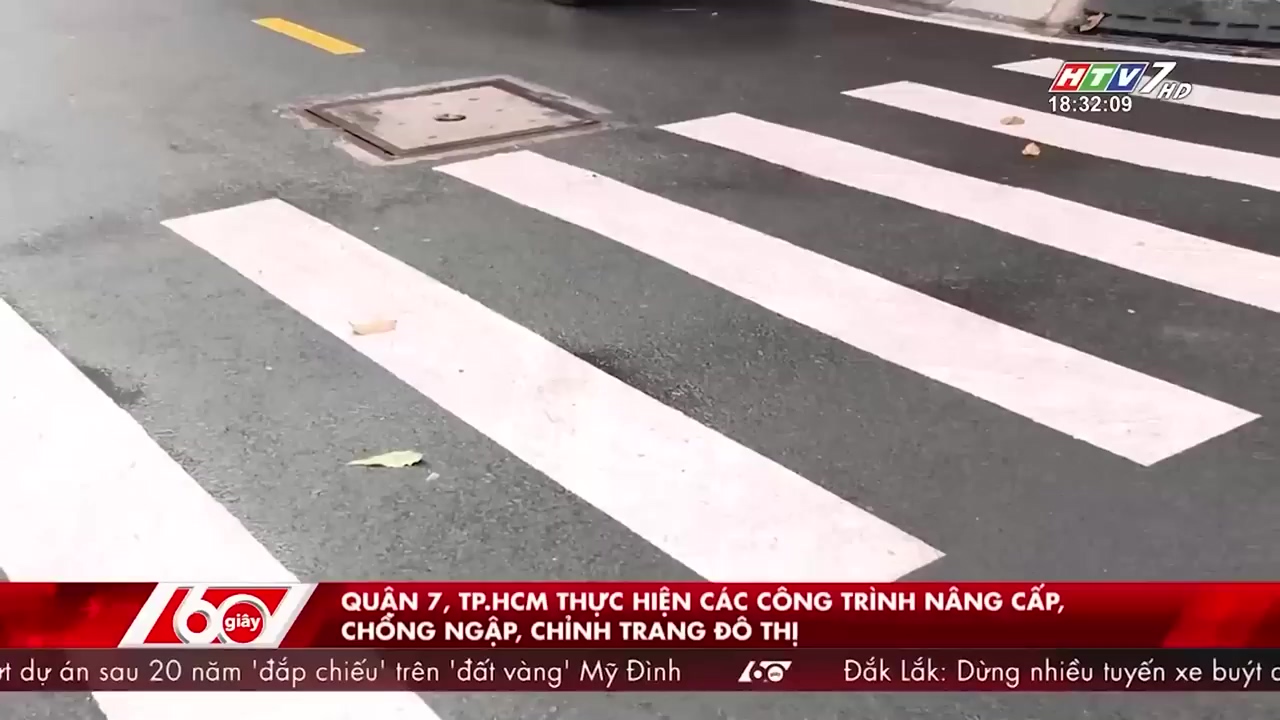 HTV7 HD
18:32:09
60 giây
QUẬN 7, TP.HCM THỰC HIỆN CÁC CÔNG TRÌNH NÂNG CẤP,
CHỐNG NGẬP, CHỈNH TRANG ĐÔ THỊ
dự án sau 20 năm 'đắp chiếu' trên 'đất vàng' Mỹ Đình 60 giây Đắk Lắk: Dừng nhiều tuyến xe buýt